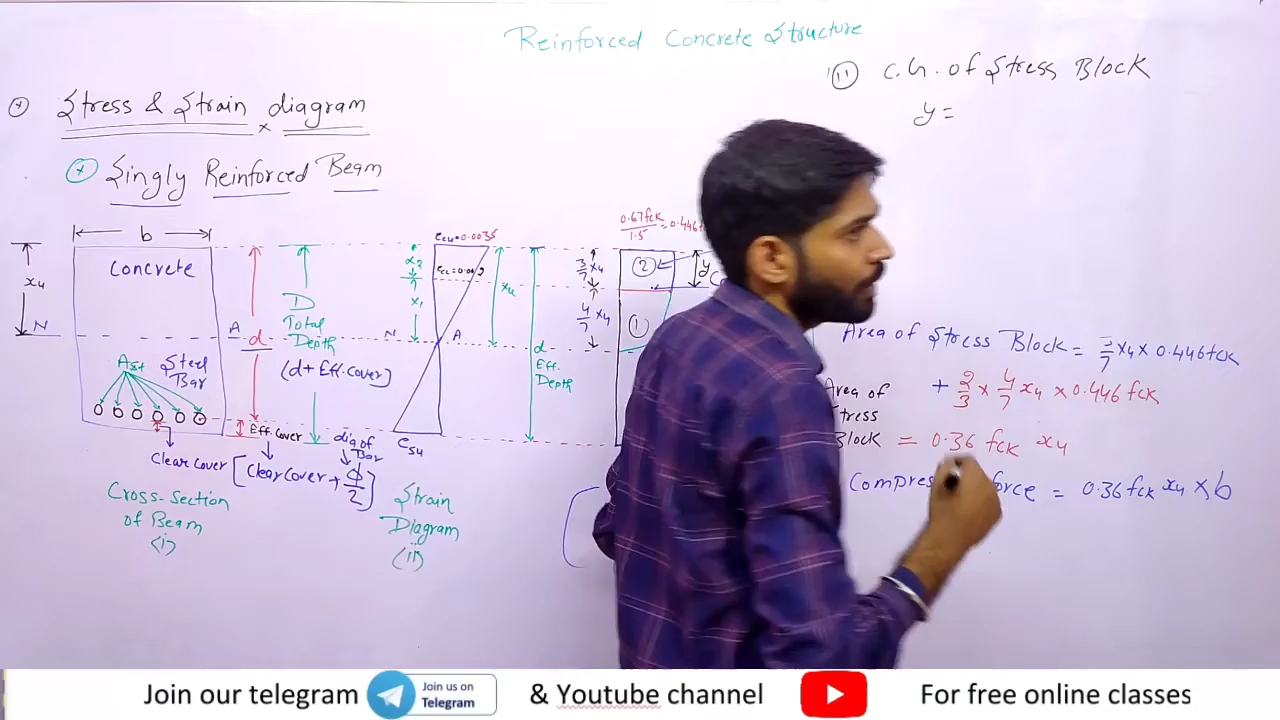 Reinforced Concrete Structure
Stress & Strain diagram
Singly Reinforced Beam
b
Concrete
xu
N
A
d
D
Total
Depth
(d + Eff. cover)
Ast
Steel
Bar
Eff. cover
Clear cover
[Clear cover + φ/2]
dia of
Bar
Cross-Section
of Beam
(i)
εcu = 0.0035
x2
x1
N
A
xu
d
Eff.
Depth
εsu
Strain
Diagram
(ii)
0.67fck/1.5 = 0.446f
3/7 xu
4/7 xu
②
①
y
(11) C.G. of Stress Block
y =
Area of Stress Block = 3/7 xu × 0.446fck
+ 2/3 × 4/7 xu × 0.446 fck
Area of
Stress
Block = 0.36 fck xu
= 0.36 fck xu × b
Join our telegram
Join us on
Telegram
& Youtube channel
For free online classes